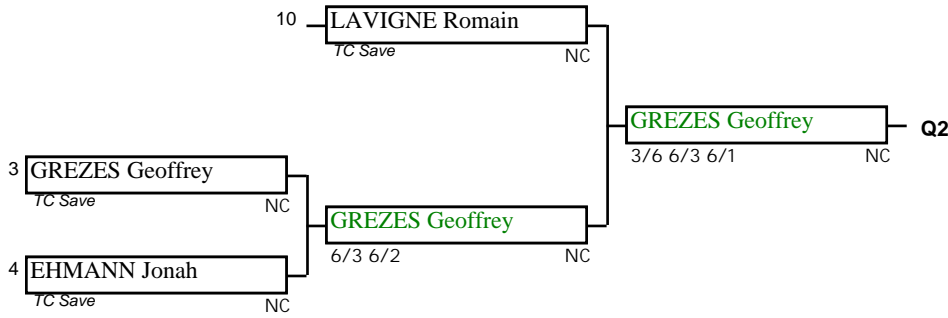 10 LAVIGNE Romain
TC Save NC
GREZES Geoffrey Q2
3/6 6/3 6/1 NC
3 GREZES Geoffrey
TC Save NC
GREZES Geoffrey
6/3 6/2 NC
4 EHMANN Jonah
TC Save NC